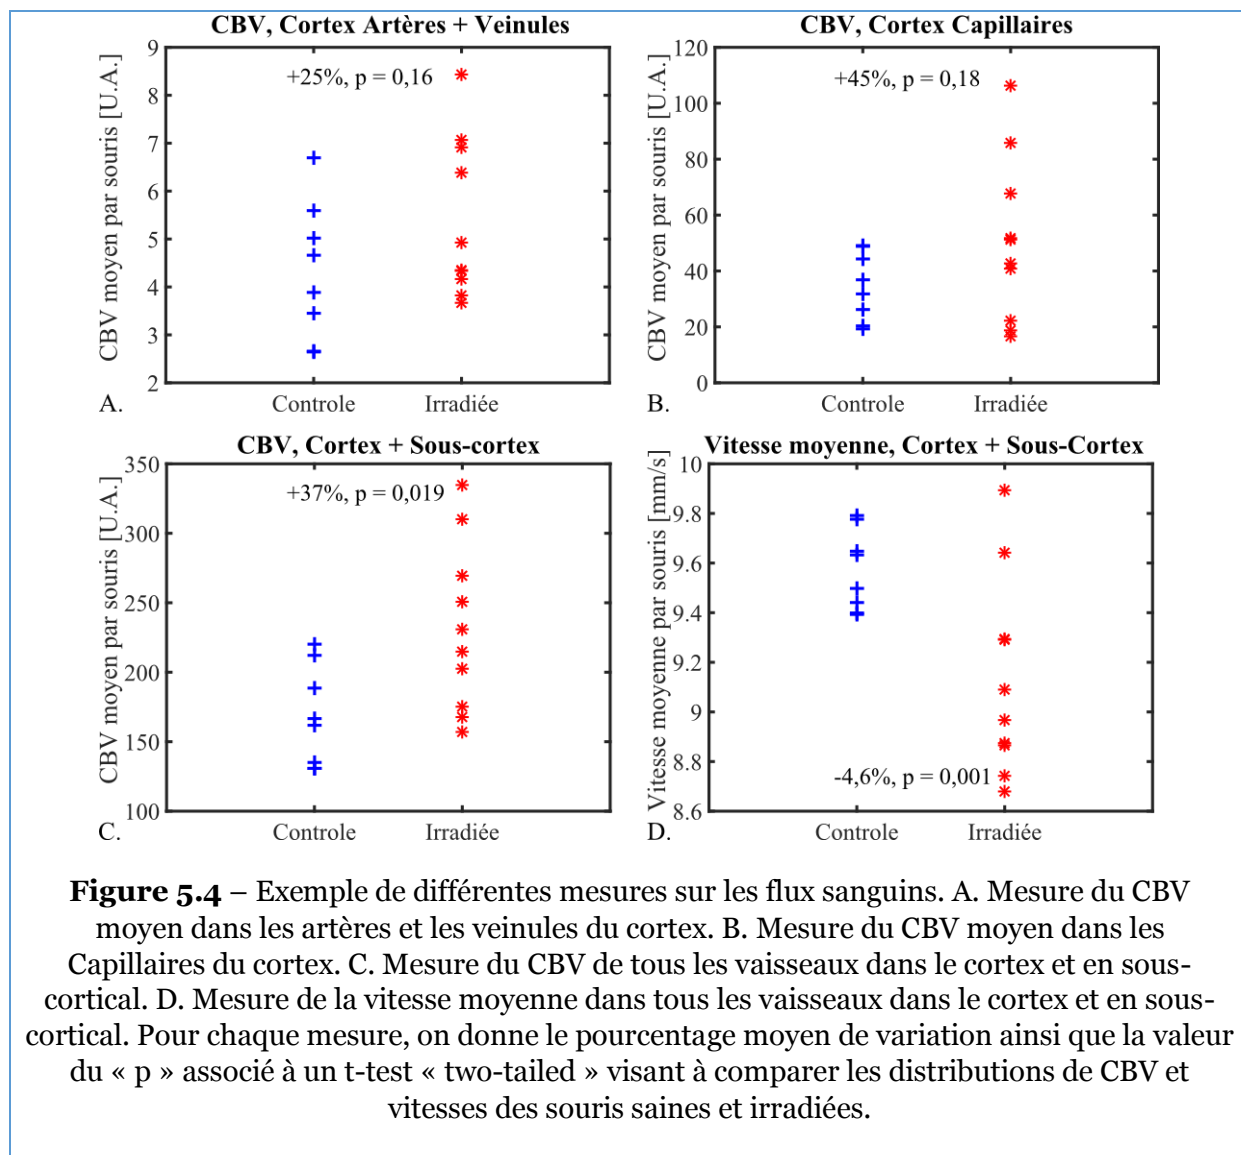 CBV, Cortex Artères + Veinules
CBV moyen par souris [U.A.]
9
8
7
6
5
4
3
2
+25%, p = 0,16
Controle
Irradiée
A.
CBV, Cortex Capillaires
CBV moyen par souris [U.A.]
120
100
80
60
40
20
0
+45%, p = 0,18
Controle
Irradiée
B.
CBV, Cortex + Sous-cortex
CBV moyen par souris [U.A.]
350
300
250
200
150
100
+37%, p = 0,019
Controle
Irradiée
C.
Vitesse moyenne, Cortex + Sous-Cortex
Vitesse moyenne par souris [mm/s]
10
9.8
9.6
9.4
9.2
9
8.8
8.6
-4,6%, p = 0,001
Controle
Irradiée
D.
Figure 5.4 – Exemple de différentes mesures sur les flux sanguins. A. Mesure du CBV
moyen dans les artères et les veinules du cortex. B. Mesure du CBV moyen dans les
Capillaires du cortex. C. Mesure du CBV de tous les vaisseaux dans le cortex et en sous-
cortical. D. Mesure de la vitesse moyenne dans tous les vaisseaux dans le cortex et en sous-
cortical. Pour chaque mesure, on donne le pourcentage moyen de variation ainsi que la valeur
du « p » associé à un t-test « two-tailed » visant à comparer les distributions de CBV et
vitesses des souris saines et irradiées.